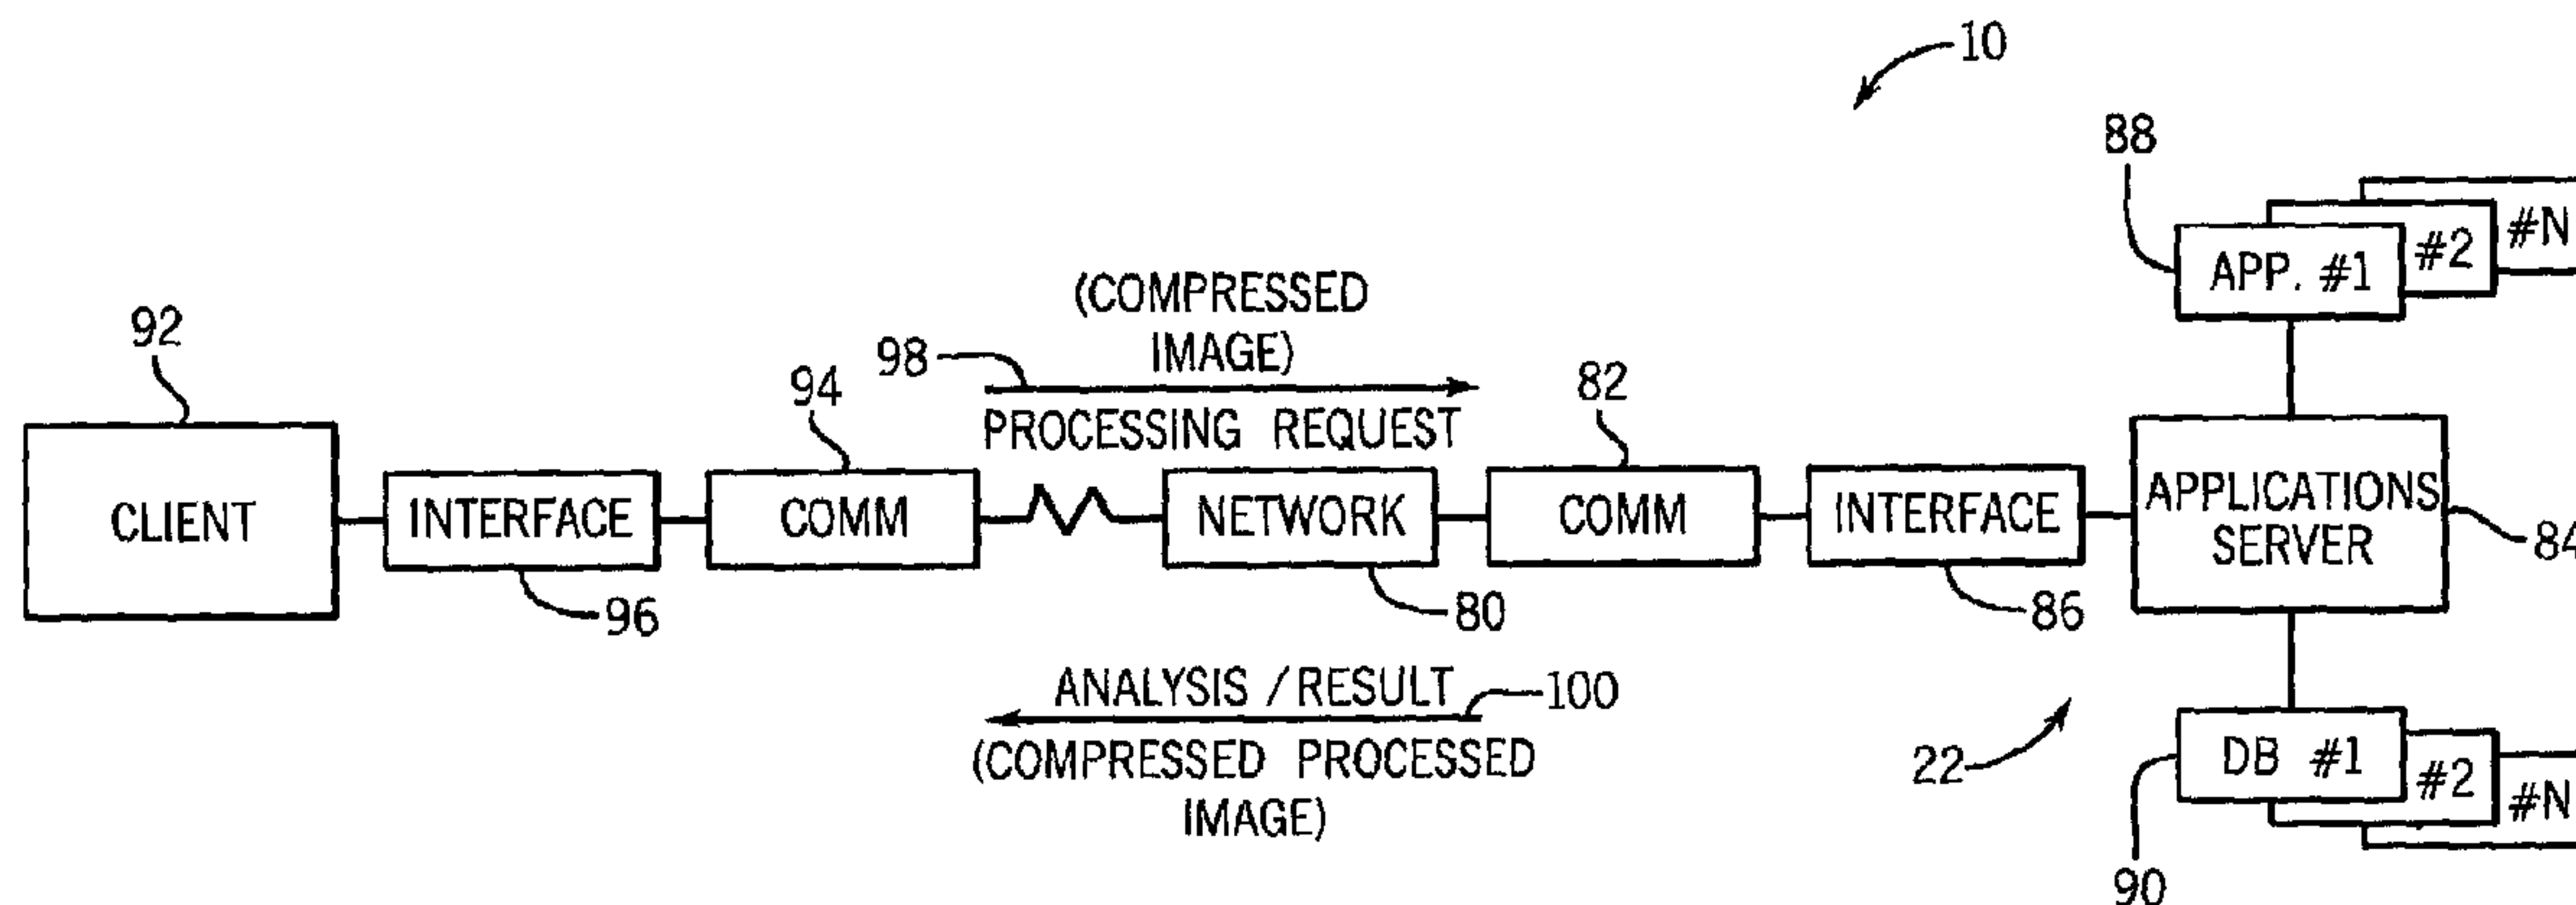 10
88
#N
#2
APP. #1
(COMPRESSED
IMAGE)
92
98
94
82
PROCESSING REQUEST
CLIENT
INTERFACE
COMM
NETWORK
COMM
INTERFACE
APPLICATIONS
SERVER
84
96
80
86
ANALYSIS / RESULT
100
(COMPRESSED PROCESSED
IMAGE)
22
DB #1
#2
#N
90